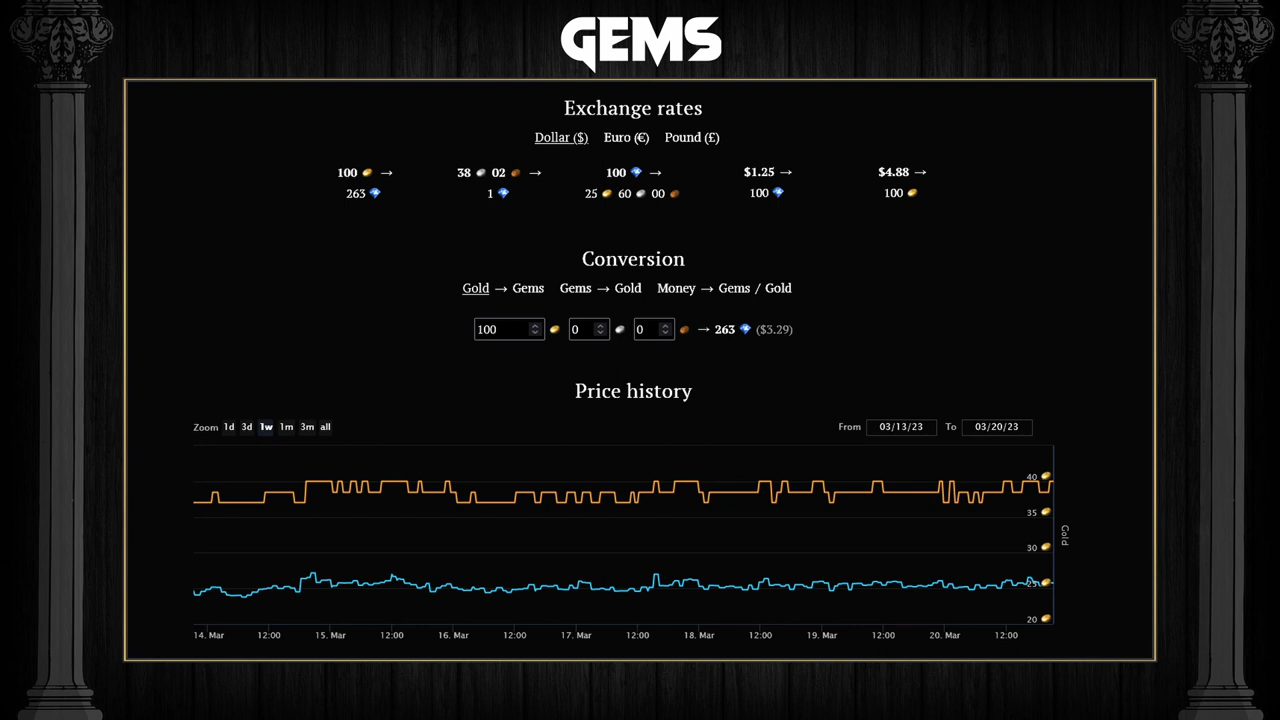 GEMS
Exchange rates
Dollar ($) Euro (€) Pound (£)
100 → 38 02 → 100 → $1.25 → $4.88 →
263 1 25 60 00 100 100
Conversion
Gold → Gems Gems → Gold Money → Gems / Gold
100 0 0 → 263 ($3.29)
Price history
Zoom 1d 3d 1w 1m 3m all From 03/13/23 To 03/20/23
40
35
Gold
30
25
20
14. Mar 12:00 15. Mar 12:00 16. Mar 12:00 17. Mar 12:00 18. Mar 12:00 19. Mar 12:00 20. Mar 12:00